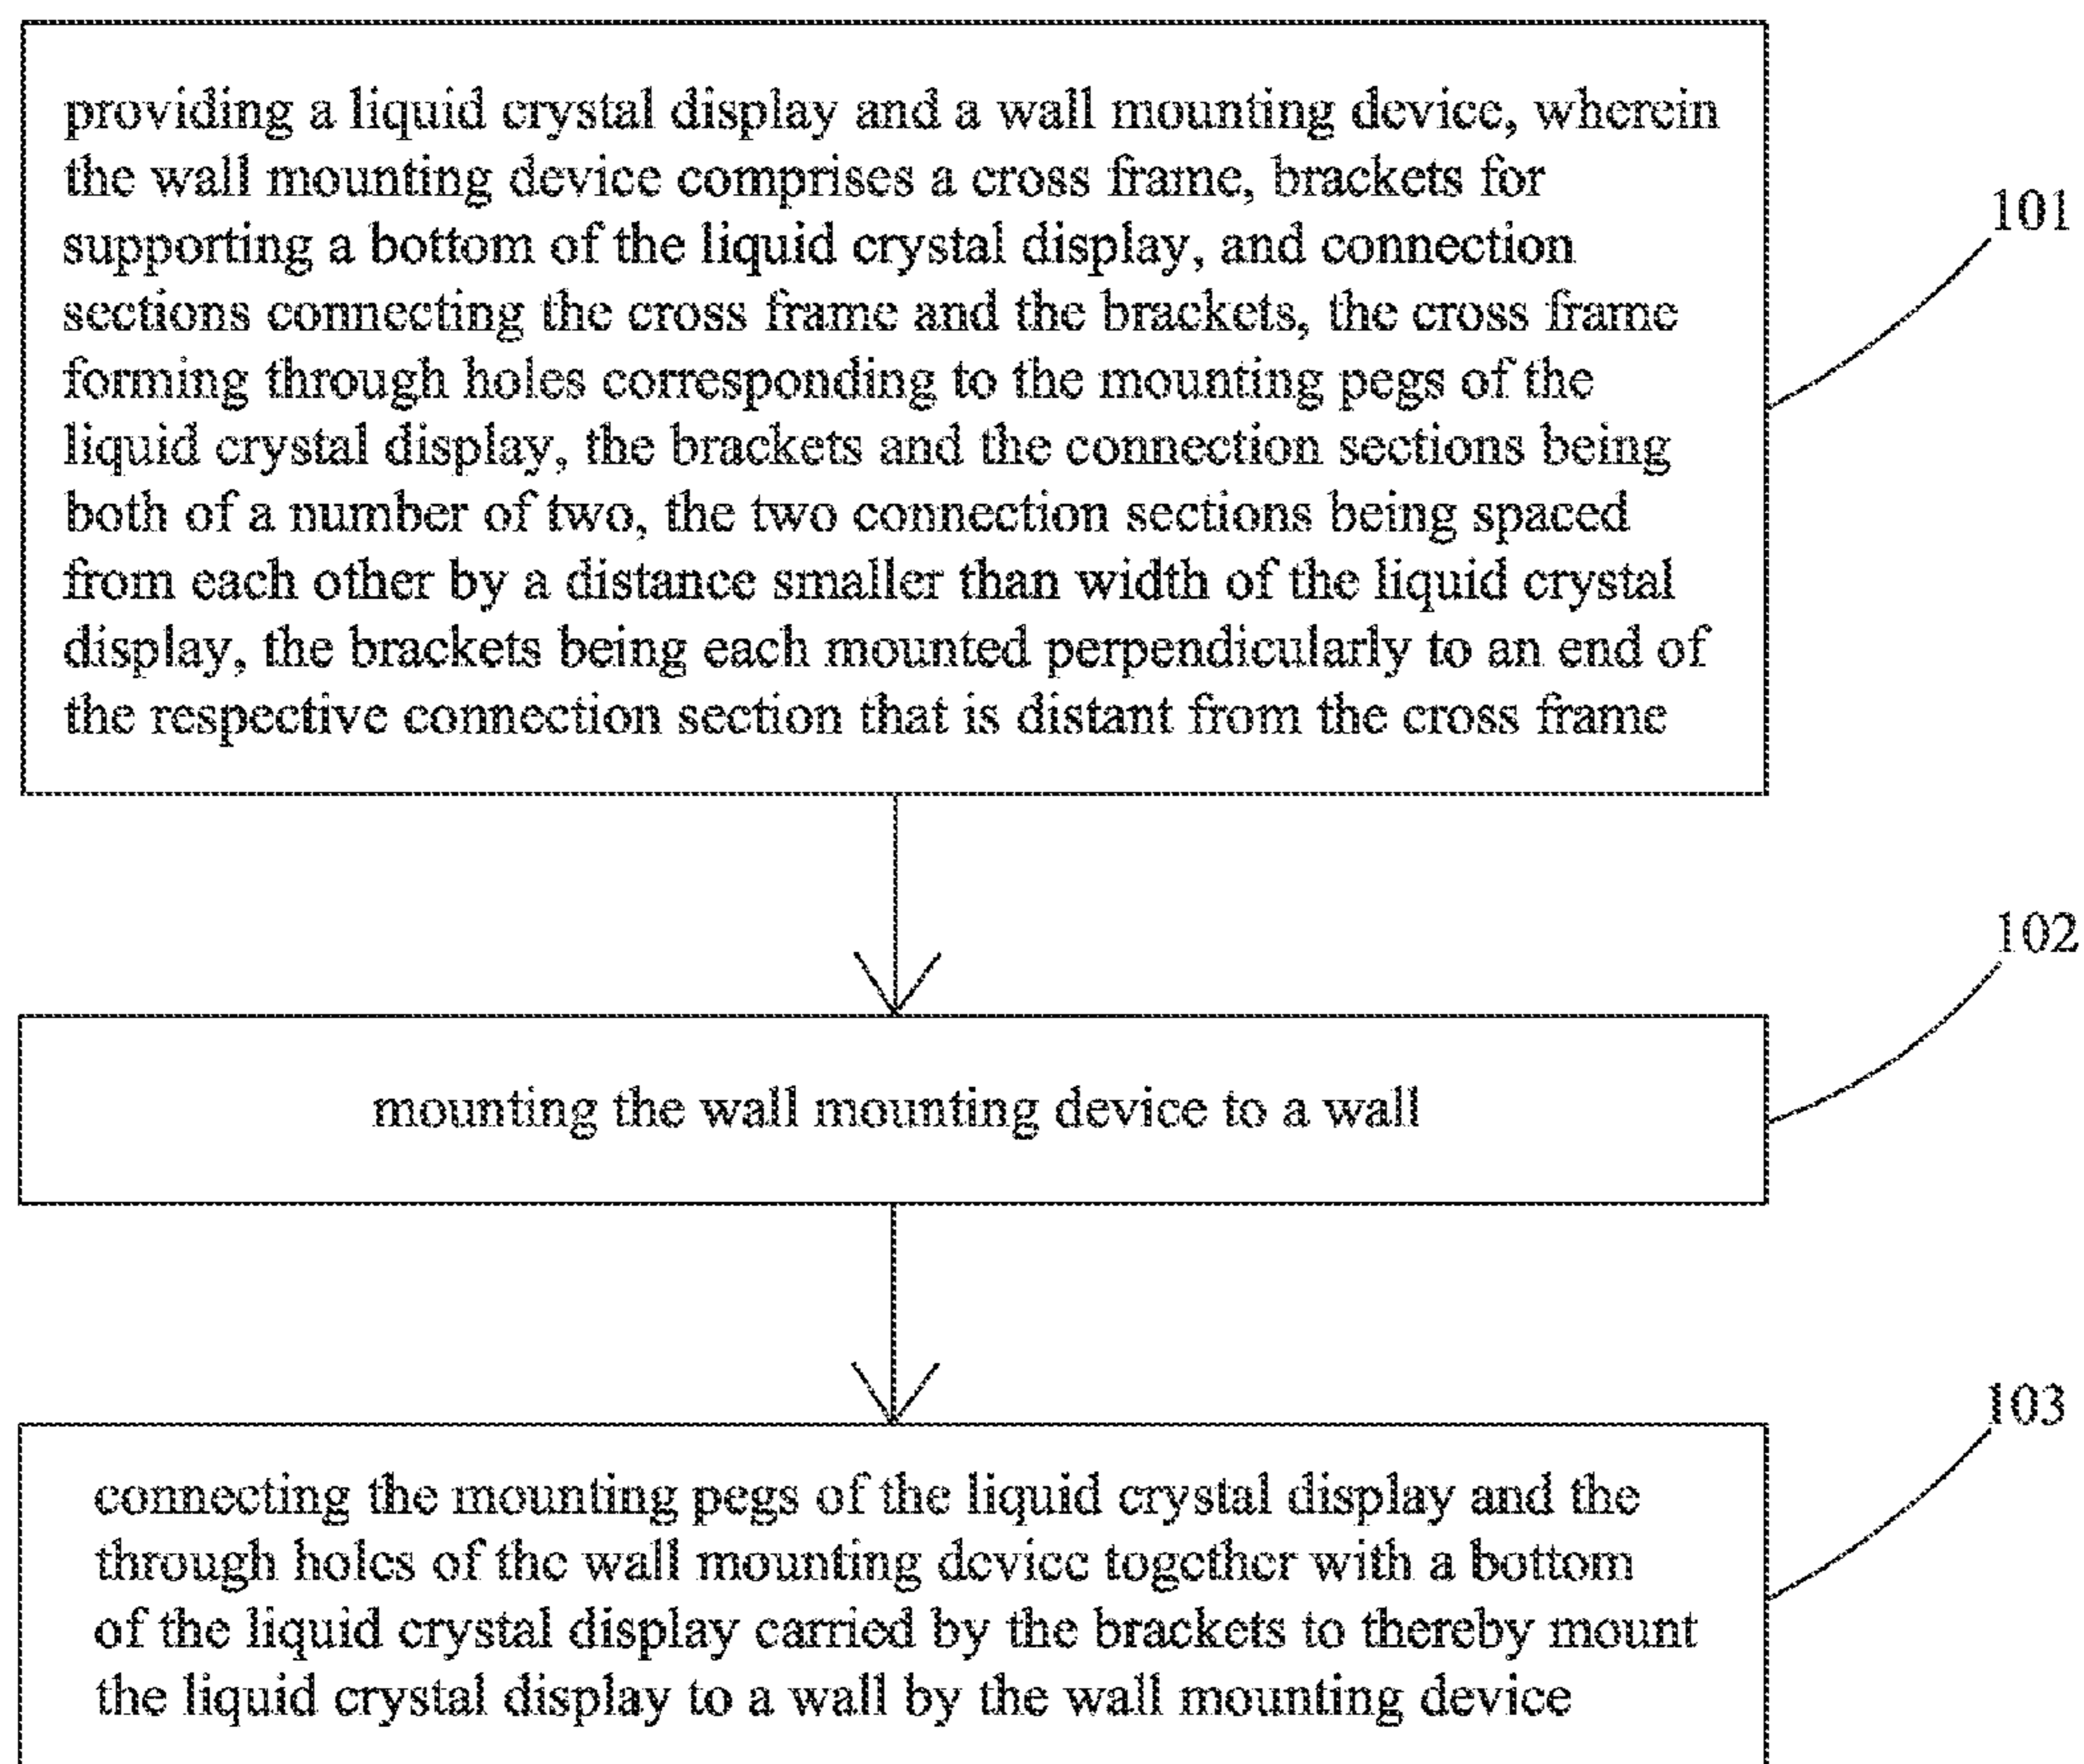 providing a liquid crystal display and a wall mounting device, wherein
the wall mounting device comprises a cross frame, brackets for
supporting a bottom of the liquid crystal display, and connection
sections connecting the cross frame and the brackets, the cross frame
forming through holes corresponding to the mounting pegs of the
liquid crystal display, the brackets and the connection sections being
both of a number of two, the two connection sections being spaced
from each other by a distance smaller than width of the liquid crystal
display, the brackets being each mounted perpendicularly to an end of
the respective connection section that is distant from the cross frame
101
102
mounting the wall mounting device to a wall
103
connecting the mounting pegs of the liquid crystal display and the
through holes of the wall mounting device together with a bottom
of the liquid crystal display carried by the brackets to thereby mount
the liquid crystal display to a wall by the wall mounting device